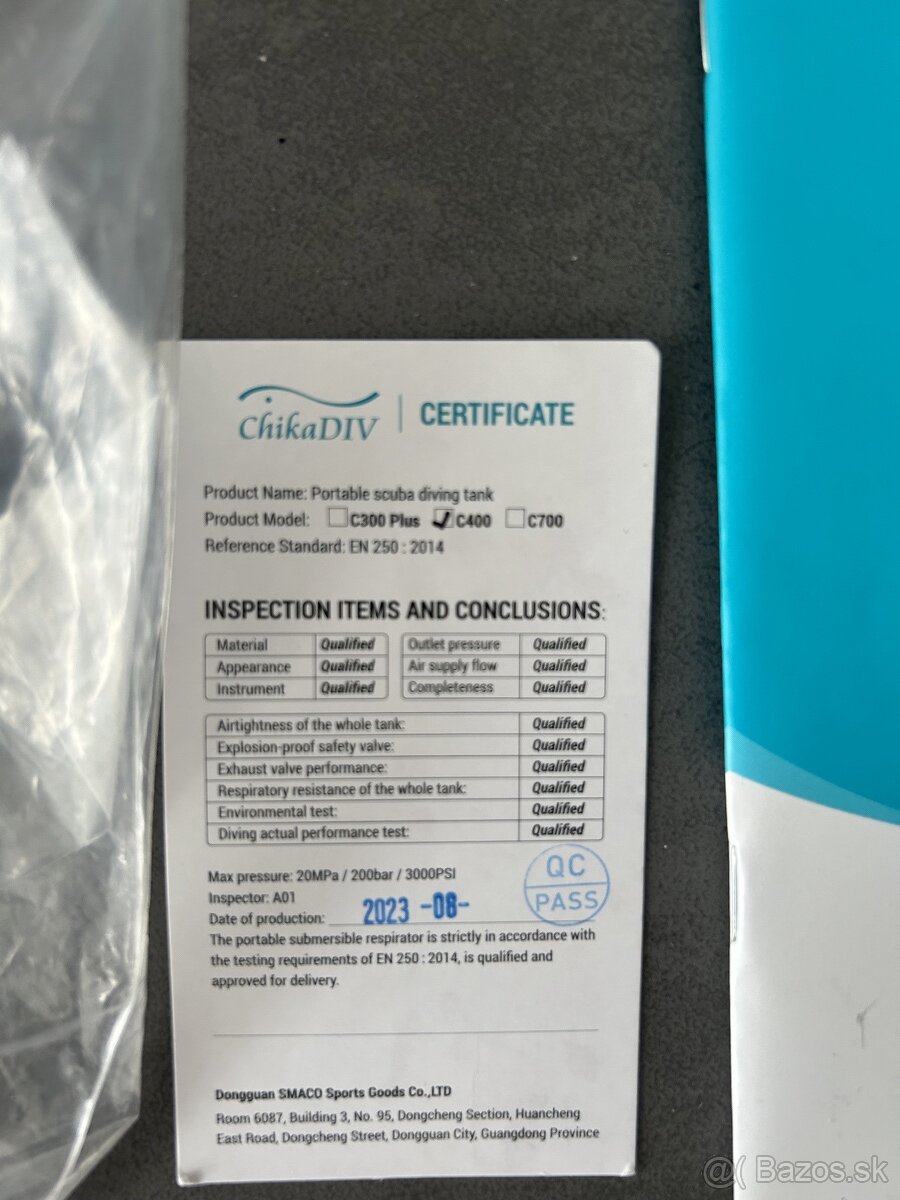 ChikaDIV | CERTIFICATE
Product Name: Portable scuba diving tank
Product Model: C300 Plus ✓C400 C700
Reference Standard: EN 250 : 2014
INSPECTION ITEMS AND CONCLUSIONS:
Material Qualified Outlet pressure Qualified
Appearance Qualified Air supply flow Qualified
Instrument Qualified Completeness Qualified
Airtightness of the whole tank: Qualified
Explosion-proof safety valve: Qualified
Exhaust valve performance: Qualified
Respiratory resistance of the whole tank: Qualified
Environmental test: Qualified
Diving actual performance test: Qualified
Max pressure: 20MPa / 200bar / 3000PSI
Inspector: A01
Date of production: 2023 -08-
QC
PASS
The portable submersible respirator is strictly in accordance with
the testing requirements of EN 250 : 2014, is qualified and
approved for delivery.
Dongguan SMACO Sports Goods Co.,LTD
Room 6087, Building 3, No. 95, Dongcheng Section, Huancheng
East Road, Dongcheng Street, Dongguan City, Guangdong Province
@( Bazos.sk